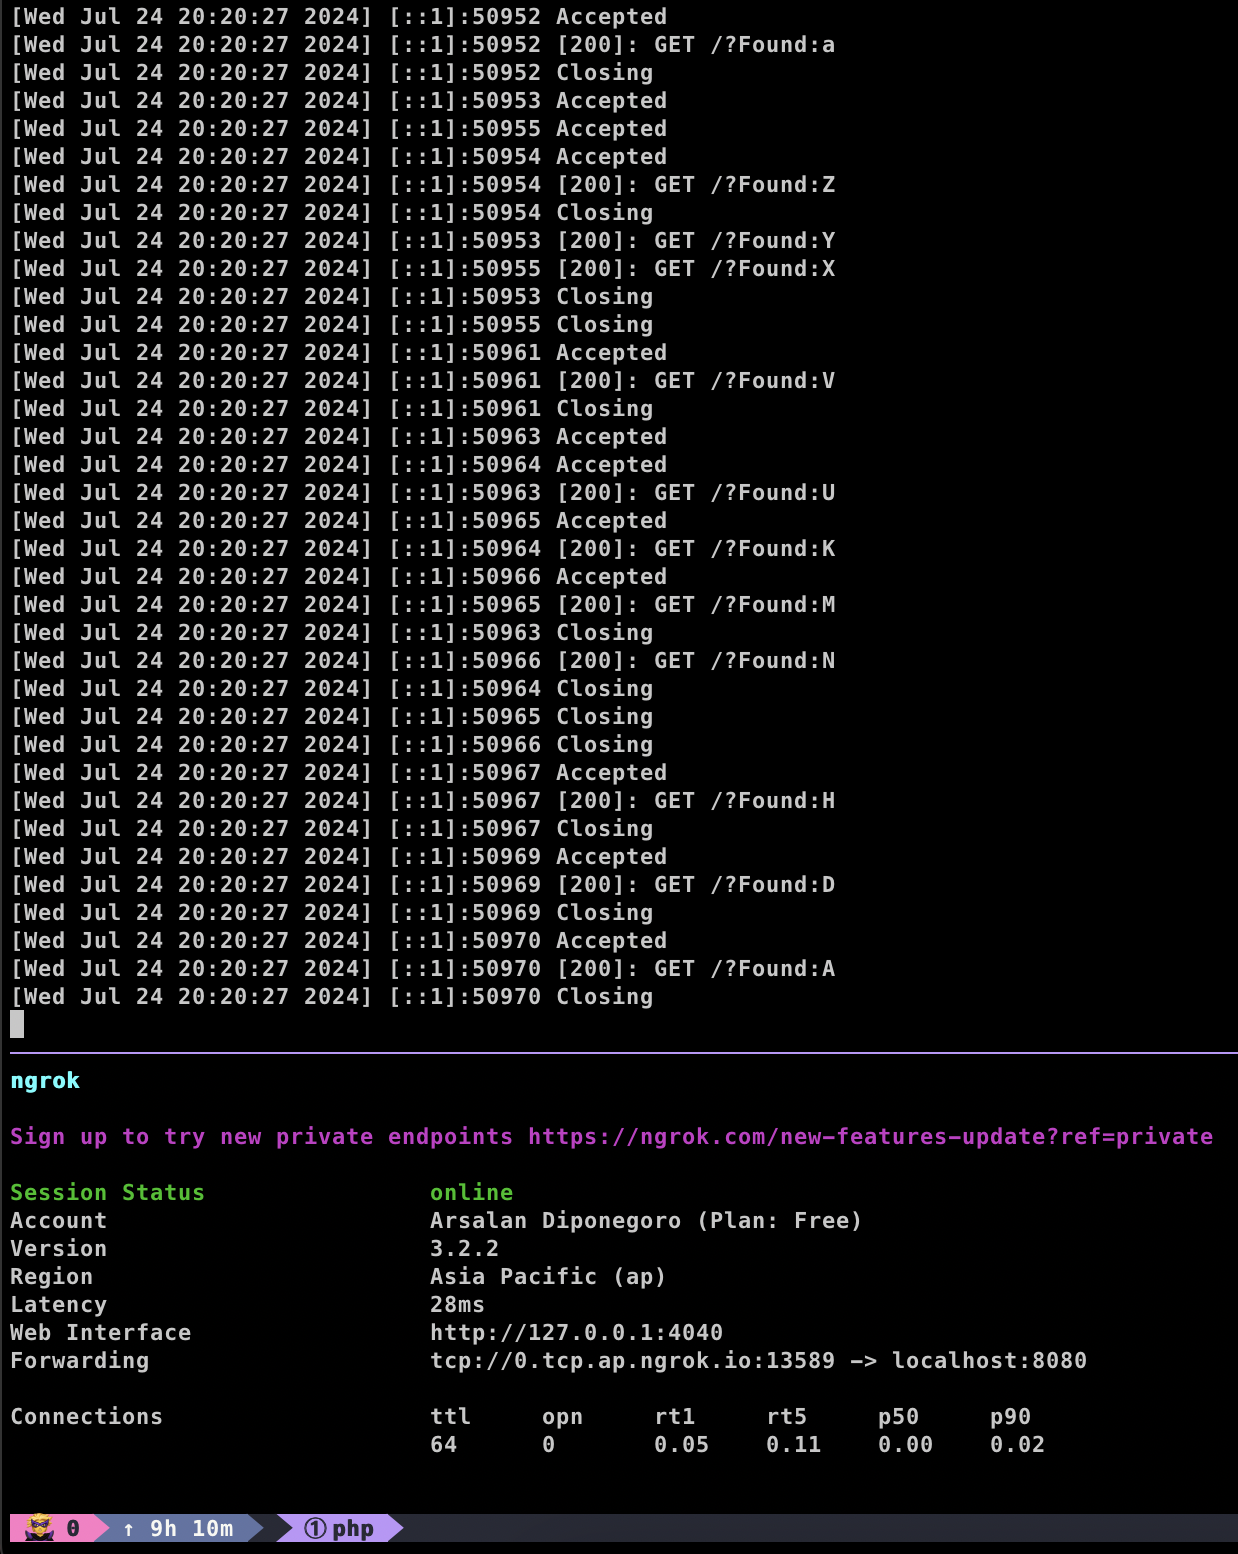 [Wed Jul 24 20:20:27 2024] [::1]:50952 Accepted
[Wed Jul 24 20:20:27 2024] [::1]:50952 [200]: GET /?Found:a
[Wed Jul 24 20:20:27 2024] [::1]:50952 Closing
[Wed Jul 24 20:20:27 2024] [::1]:50953 Accepted
[Wed Jul 24 20:20:27 2024] [::1]:50955 Accepted
[Wed Jul 24 20:20:27 2024] [::1]:50954 Accepted
[Wed Jul 24 20:20:27 2024] [::1]:50954 [200]: GET /?Found:Z
[Wed Jul 24 20:20:27 2024] [::1]:50954 Closing
[Wed Jul 24 20:20:27 2024] [::1]:50953 [200]: GET /?Found:Y
[Wed Jul 24 20:20:27 2024] [::1]:50955 [200]: GET /?Found:X
[Wed Jul 24 20:20:27 2024] [::1]:50953 Closing
[Wed Jul 24 20:20:27 2024] [::1]:50955 Closing
[Wed Jul 24 20:20:27 2024] [::1]:50961 Accepted
[Wed Jul 24 20:20:27 2024] [::1]:50961 [200]: GET /?Found:V
[Wed Jul 24 20:20:27 2024] [::1]:50961 Closing
[Wed Jul 24 20:20:27 2024] [::1]:50963 Accepted
[Wed Jul 24 20:20:27 2024] [::1]:50964 Accepted
[Wed Jul 24 20:20:27 2024] [::1]:50963 [200]: GET /?Found:U
[Wed Jul 24 20:20:27 2024] [::1]:50965 Accepted
[Wed Jul 24 20:20:27 2024] [::1]:50964 [200]: GET /?Found:K
[Wed Jul 24 20:20:27 2024] [::1]:50966 Accepted
[Wed Jul 24 20:20:27 2024] [::1]:50965 [200]: GET /?Found:M
[Wed Jul 24 20:20:27 2024] [::1]:50963 Closing
[Wed Jul 24 20:20:27 2024] [::1]:50966 [200]: GET /?Found:N
[Wed Jul 24 20:20:27 2024] [::1]:50964 Closing
[Wed Jul 24 20:20:27 2024] [::1]:50965 Closing
[Wed Jul 24 20:20:27 2024] [::1]:50966 Closing
[Wed Jul 24 20:20:27 2024] [::1]:50967 Accepted
[Wed Jul 24 20:20:27 2024] [::1]:50967 [200]: GET /?Found:H
[Wed Jul 24 20:20:27 2024] [::1]:50967 Closing
[Wed Jul 24 20:20:27 2024] [::1]:50969 Accepted
[Wed Jul 24 20:20:27 2024] [::1]:50969 [200]: GET /?Found:D
[Wed Jul 24 20:20:27 2024] [::1]:50969 Closing
[Wed Jul 24 20:20:27 2024] [::1]:50970 Accepted
[Wed Jul 24 20:20:27 2024] [::1]:50970 [200]: GET /?Found:A
[Wed Jul 24 20:20:27 2024] [::1]:50970 Closing
ngrok
Sign up to try new private endpoints https://ngrok.com/new-features-update?ref=private
Session Status online
Account Arsalan Diponegoro (Plan: Free)
Version 3.2.2
Region Asia Pacific (ap)
Latency 28ms
Web Interface http://127.0.0.1:4040
Forwarding tcp://0.tcp.ap.ngrok.io:13589 -> localhost:8080
Connections ttl opn rt1 rt5 p50 p90
64 0 0.05 0.11 0.00 0.02
0 ↑ 9h 10m ① php